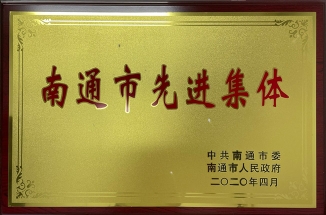 南通市先进集体
中共南通市委
南通市人民政府
二〇二〇年四月